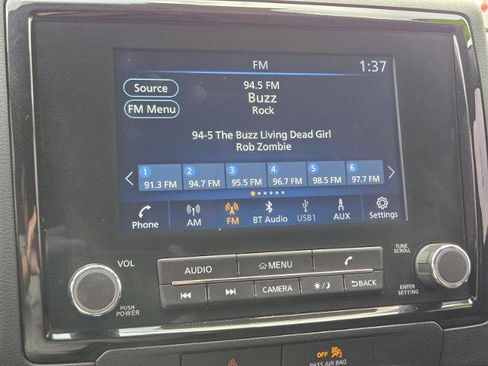 FM
1:37
Source
94.5 FM
Buzz
FM Menu
Rock
94-5 The Buzz Living Dead Girl
Rob Zombie
1 2 3 4 5 6
91.3 FM 94.7 FM 95.5 FM 96.7 FM 98.5 FM 97.7 FM
Phone AM FM BT Audio USB1 AUX Settings
VOL
AUDIO MENU
TUNE
SCROLL
PUSH
POWER
CAMERA BACK
ENTER
SETTING
OFF
PASS AIR BAG